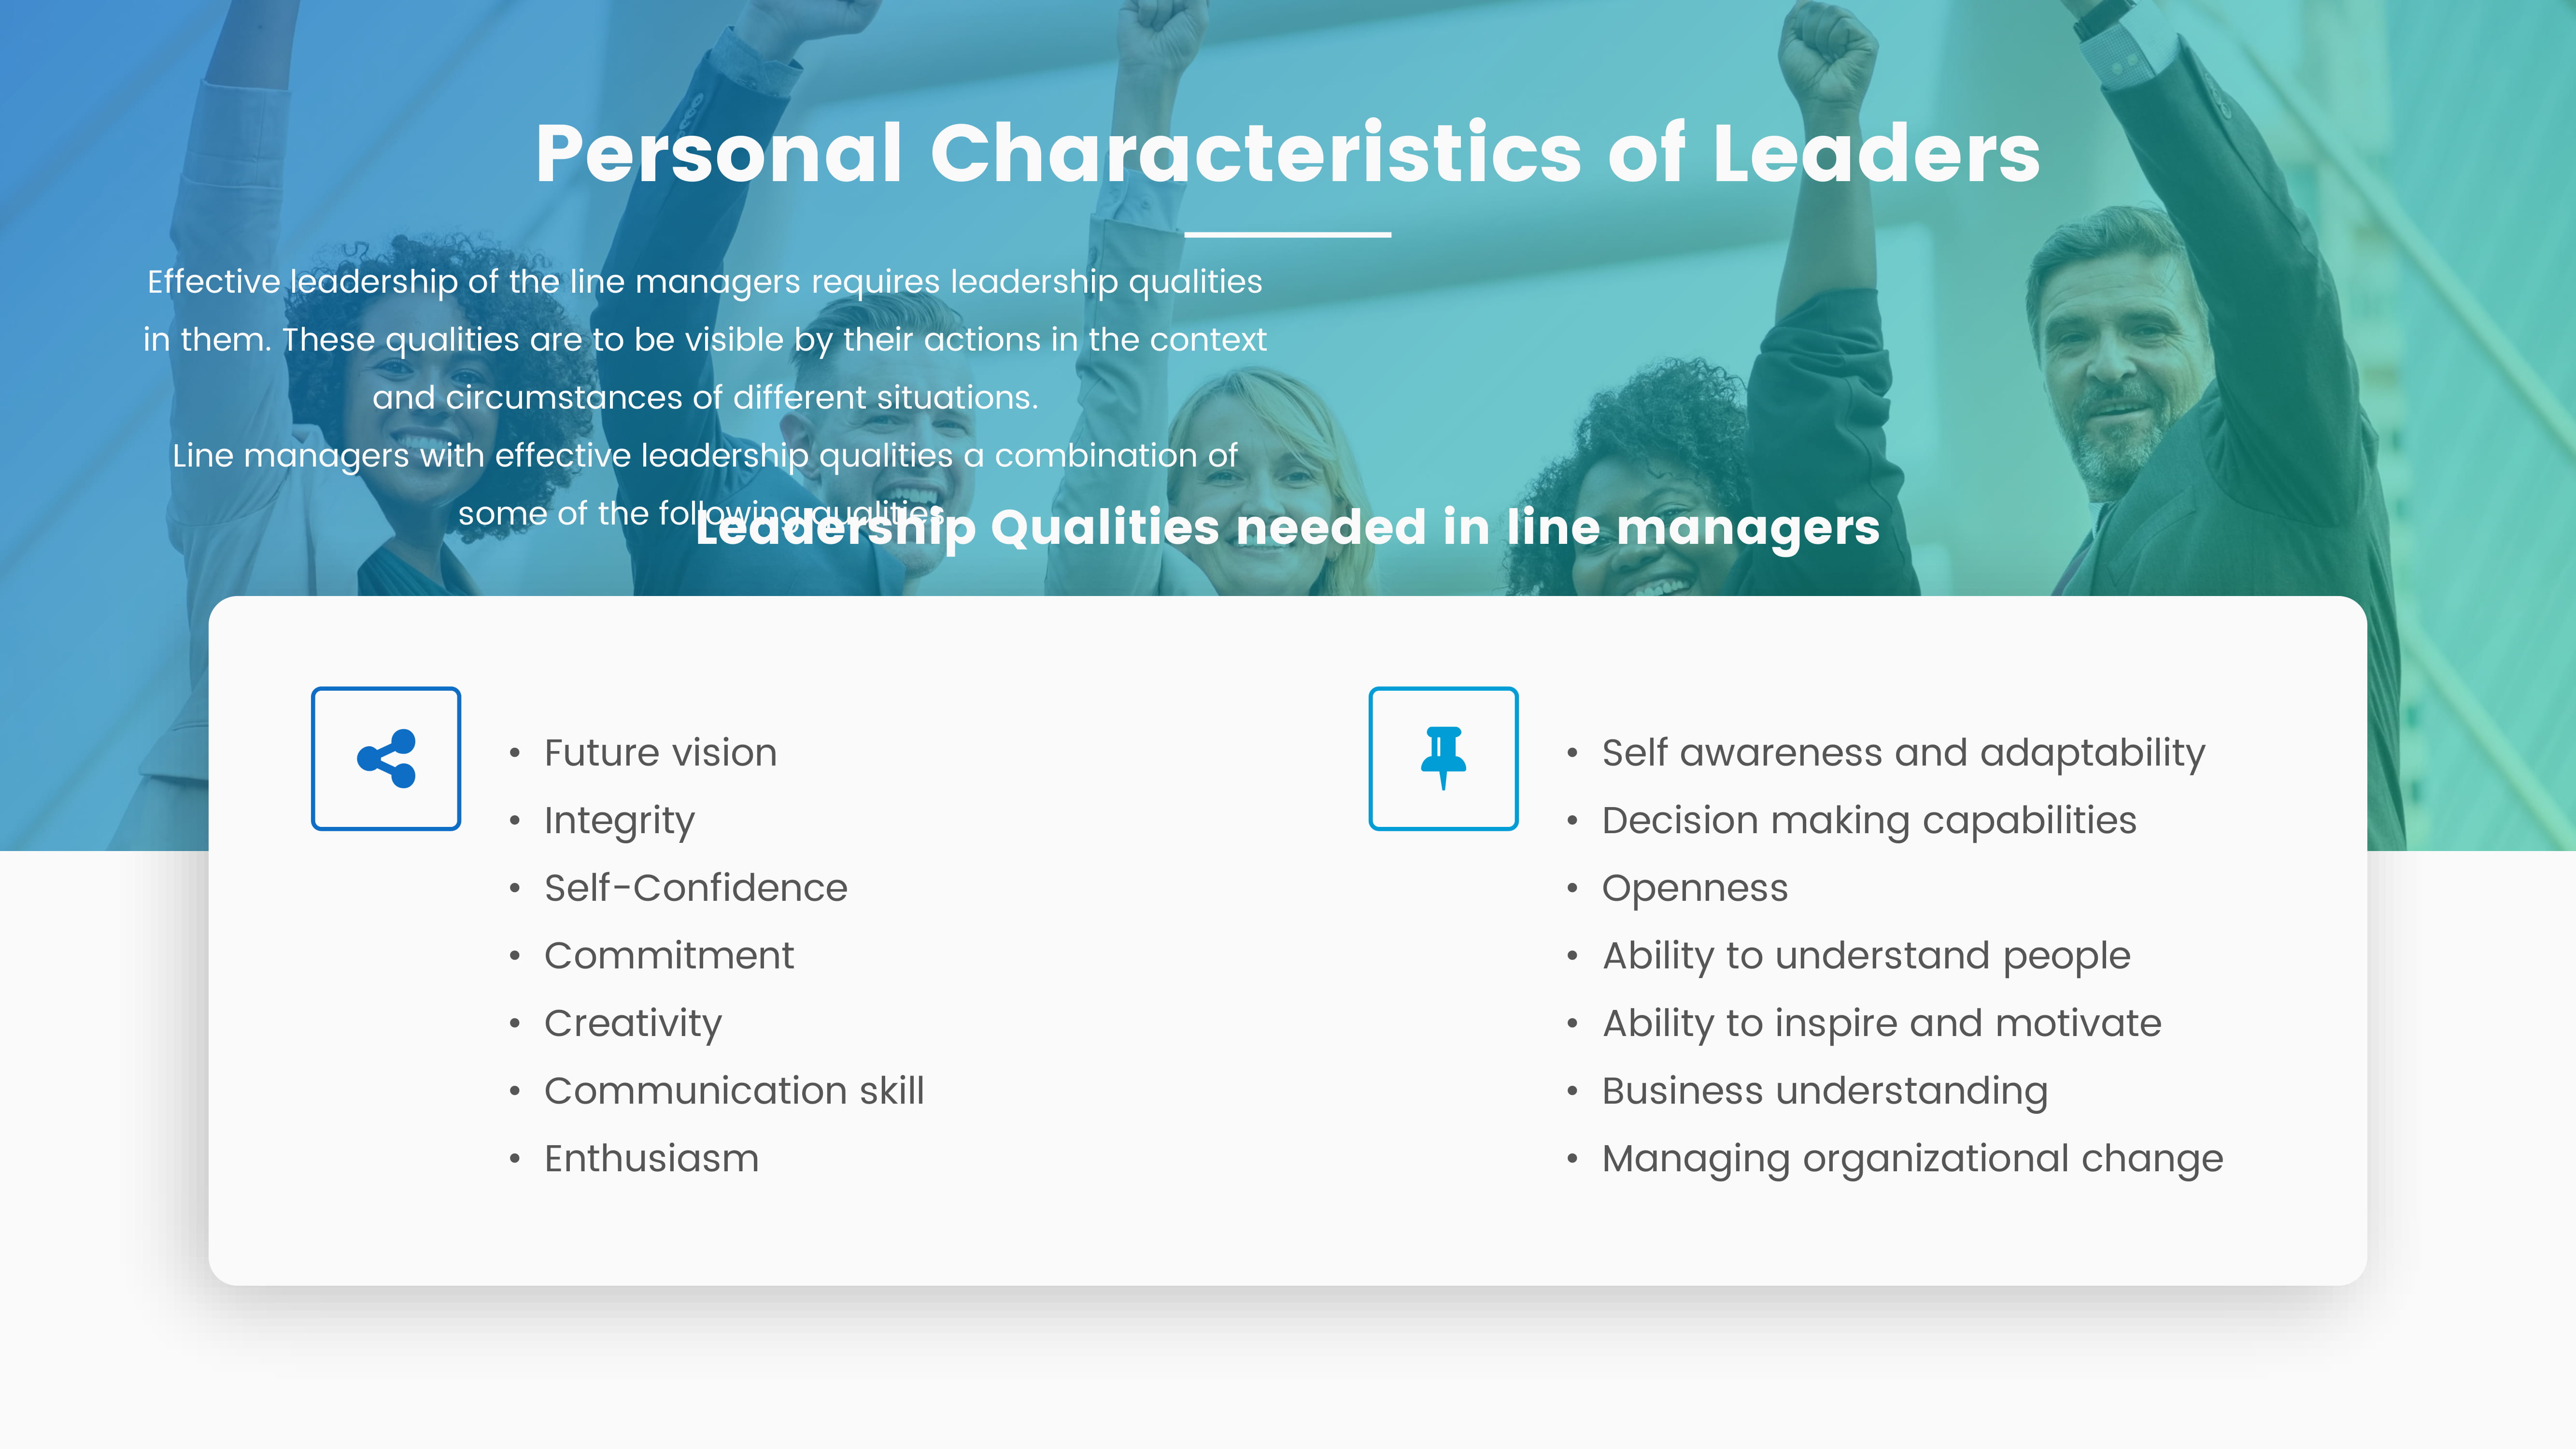 Personal Characteristics of Leaders
Effective leadership of the line managers requires leadership qualities
in them. These qualities are to be visible by their actions in the context
and circumstances of different situations.
Line managers with effective leadership qualities a combination of
some of the following qualities
Leadership Qualities needed in line managers
• Future vision
• Integrity
• Self-Confidence
• Commitment
• Creativity
• Communication skill
• Enthusiasm
• Self awareness and adaptability
• Decision making capabilities
• Openness
• Ability to understand people
• Ability to inspire and motivate
• Business understanding
• Managing organizational change